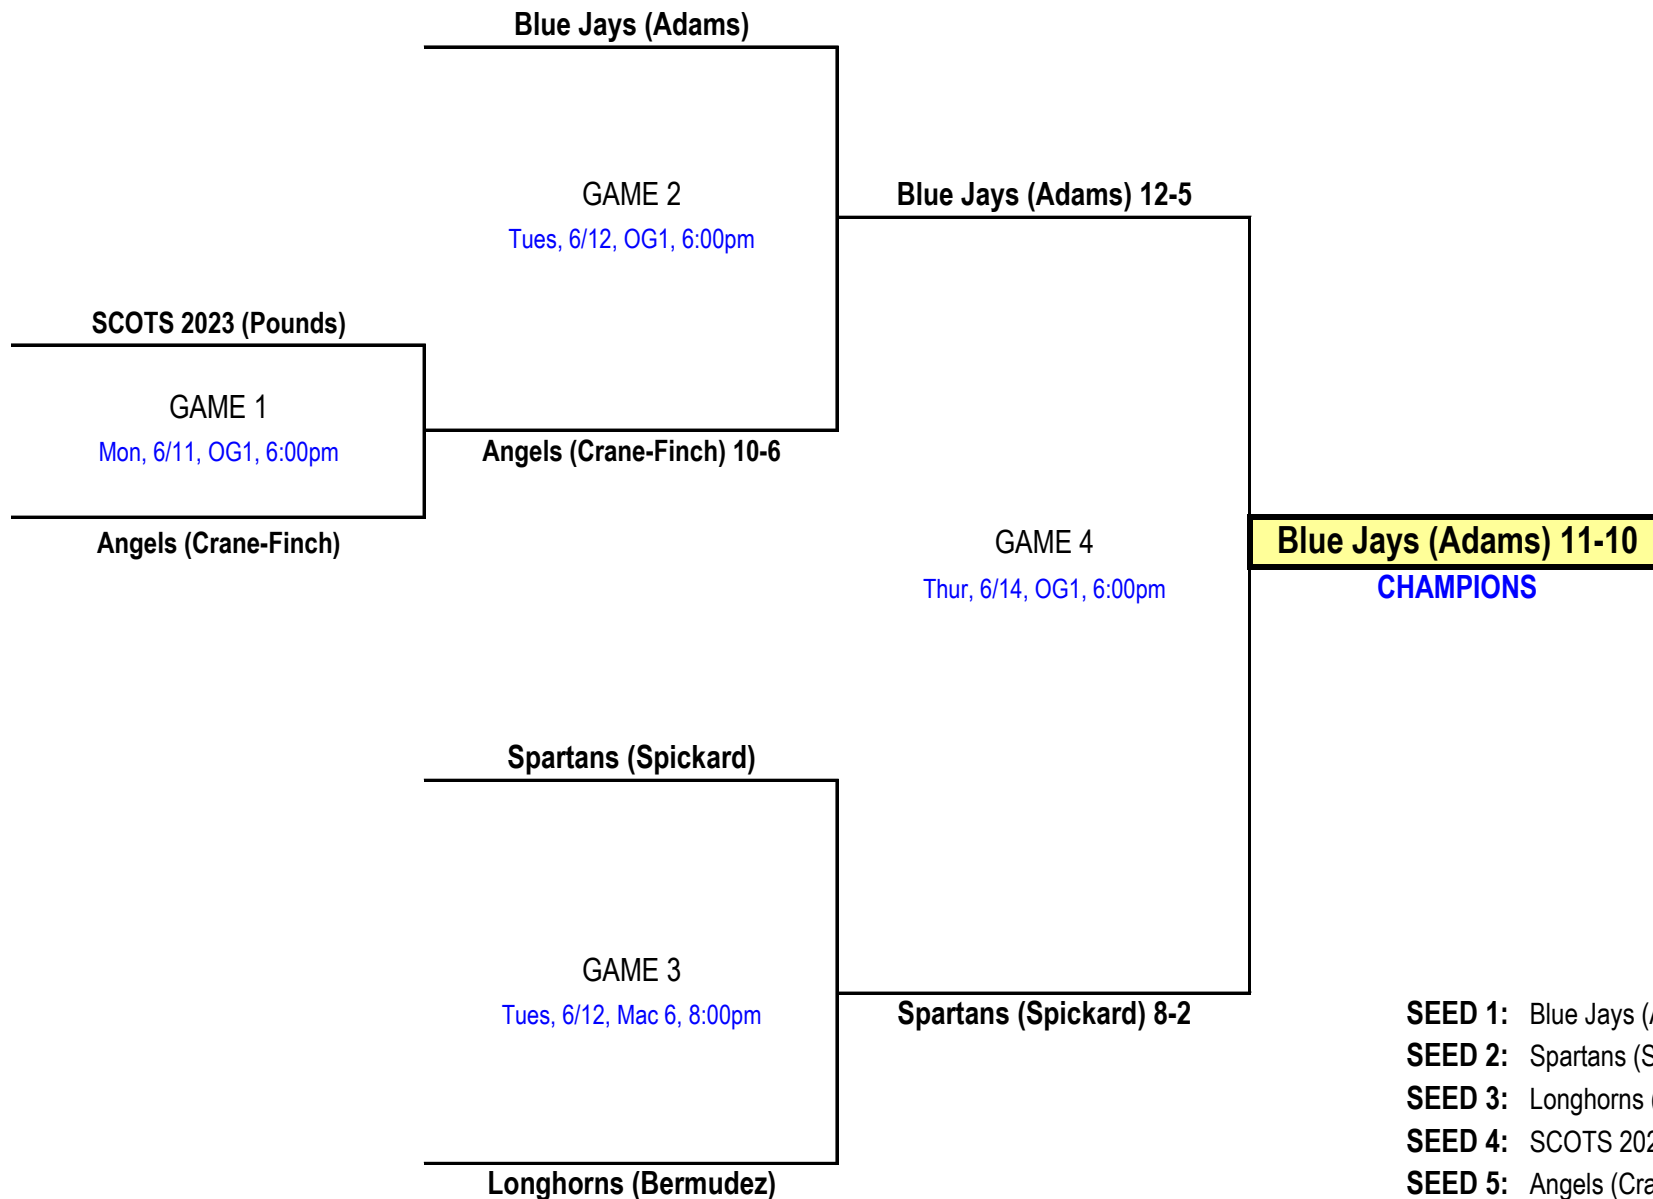 Blue Jays (Adams)
GAME 2
Tues, 6/12, OG1, 6:00pm
Blue Jays (Adams) 12-5
SCOTS 2023 (Pounds)
GAME 1
Mon, 6/11, OG1, 6:00pm
Angels (Crane-Finch) 10-6
Angels (Crane-Finch)
GAME 4
Thur, 6/14, OG1, 6:00pm
Blue Jays (Adams) 11-10
CHAMPIONS
Spartans (Spickard)
GAME 3
Tues, 6/12, Mac 6, 8:00pm
Spartans (Spickard) 8-2
Longhorns (Bermudez)
SEED 1: Blue Jays
SEED 2: Spartans
SEED 3: Longhorns
SEED 4: SCOTS
SEED 5: Angels